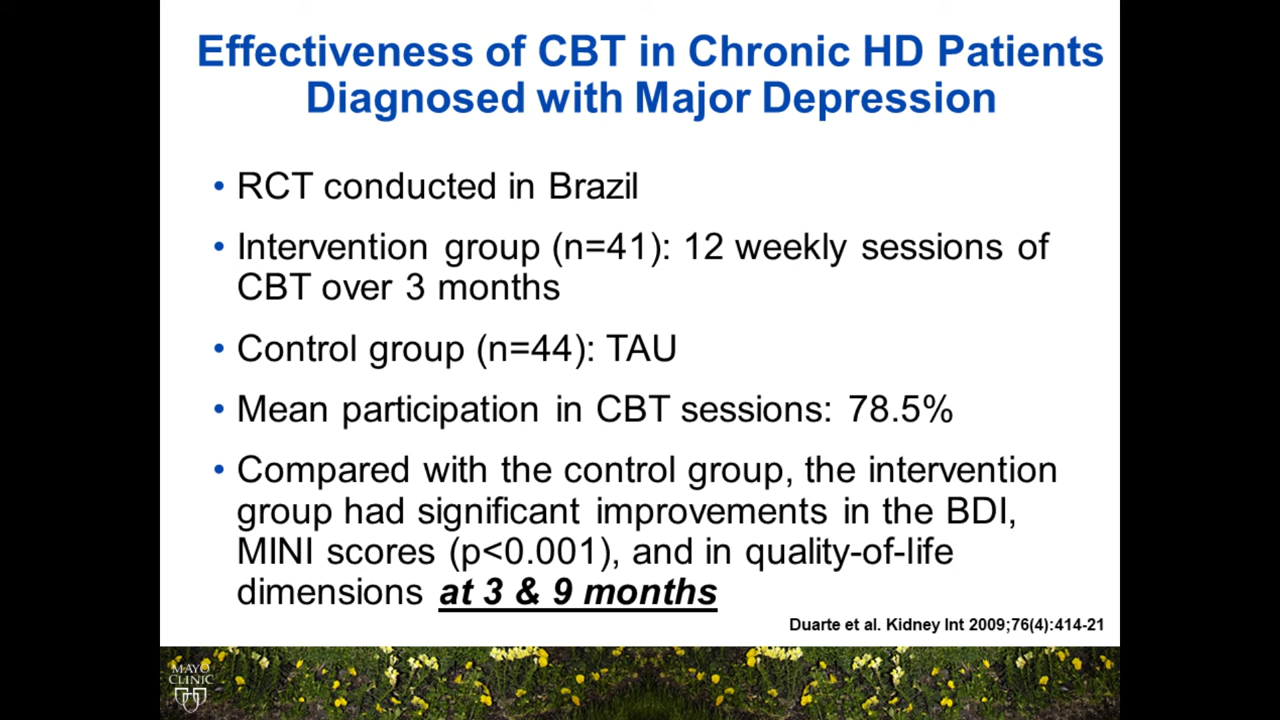 Effectiveness of CBT in Chronic HD Patients
Diagnosed with Major Depression
• RCT conducted in Brazil
• Intervention group (n=41): 12 weekly sessions of
CBT over 3 months
• Control group (n=44): TAU
• Mean participation in CBT sessions: 78.5%
• Compared with the control group, the intervention
group had significant improvements in the BDI,
MINI scores (p<0.001), and in quality-of-life
dimensions at 3 & 9 months
Duarte et al. Kidney Int 2009;76(4):414-21
MAYO
CLINIC